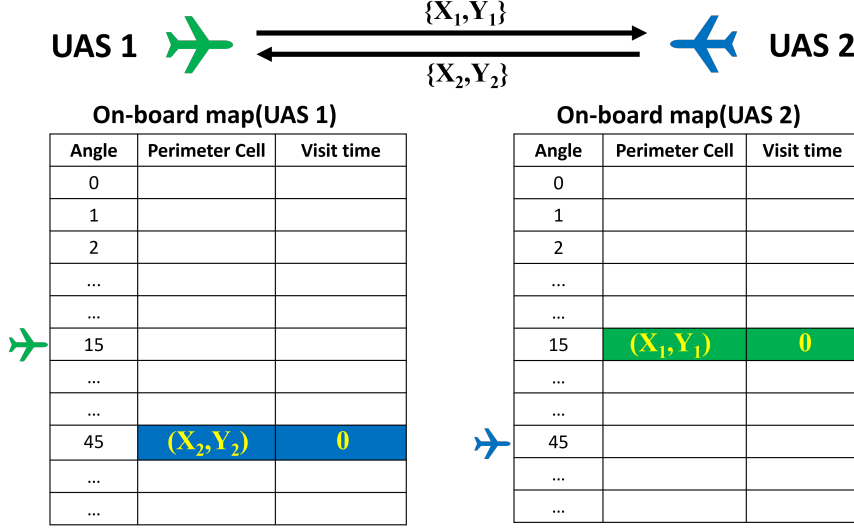 {X1,Y1}
UAS 1
UAS 2
{X2,Y2}
On-board map(UAS 1)
Angle Perimeter Cell Visit time
0
1
2
...
...
15
...
...
45 (X2,Y2) 0
...
...
On-board map(UAS 2)
Angle Perimeter Cell Visit time
0
1
2
...
...
15 (X1,Y1) 0
...
...
45
...
...